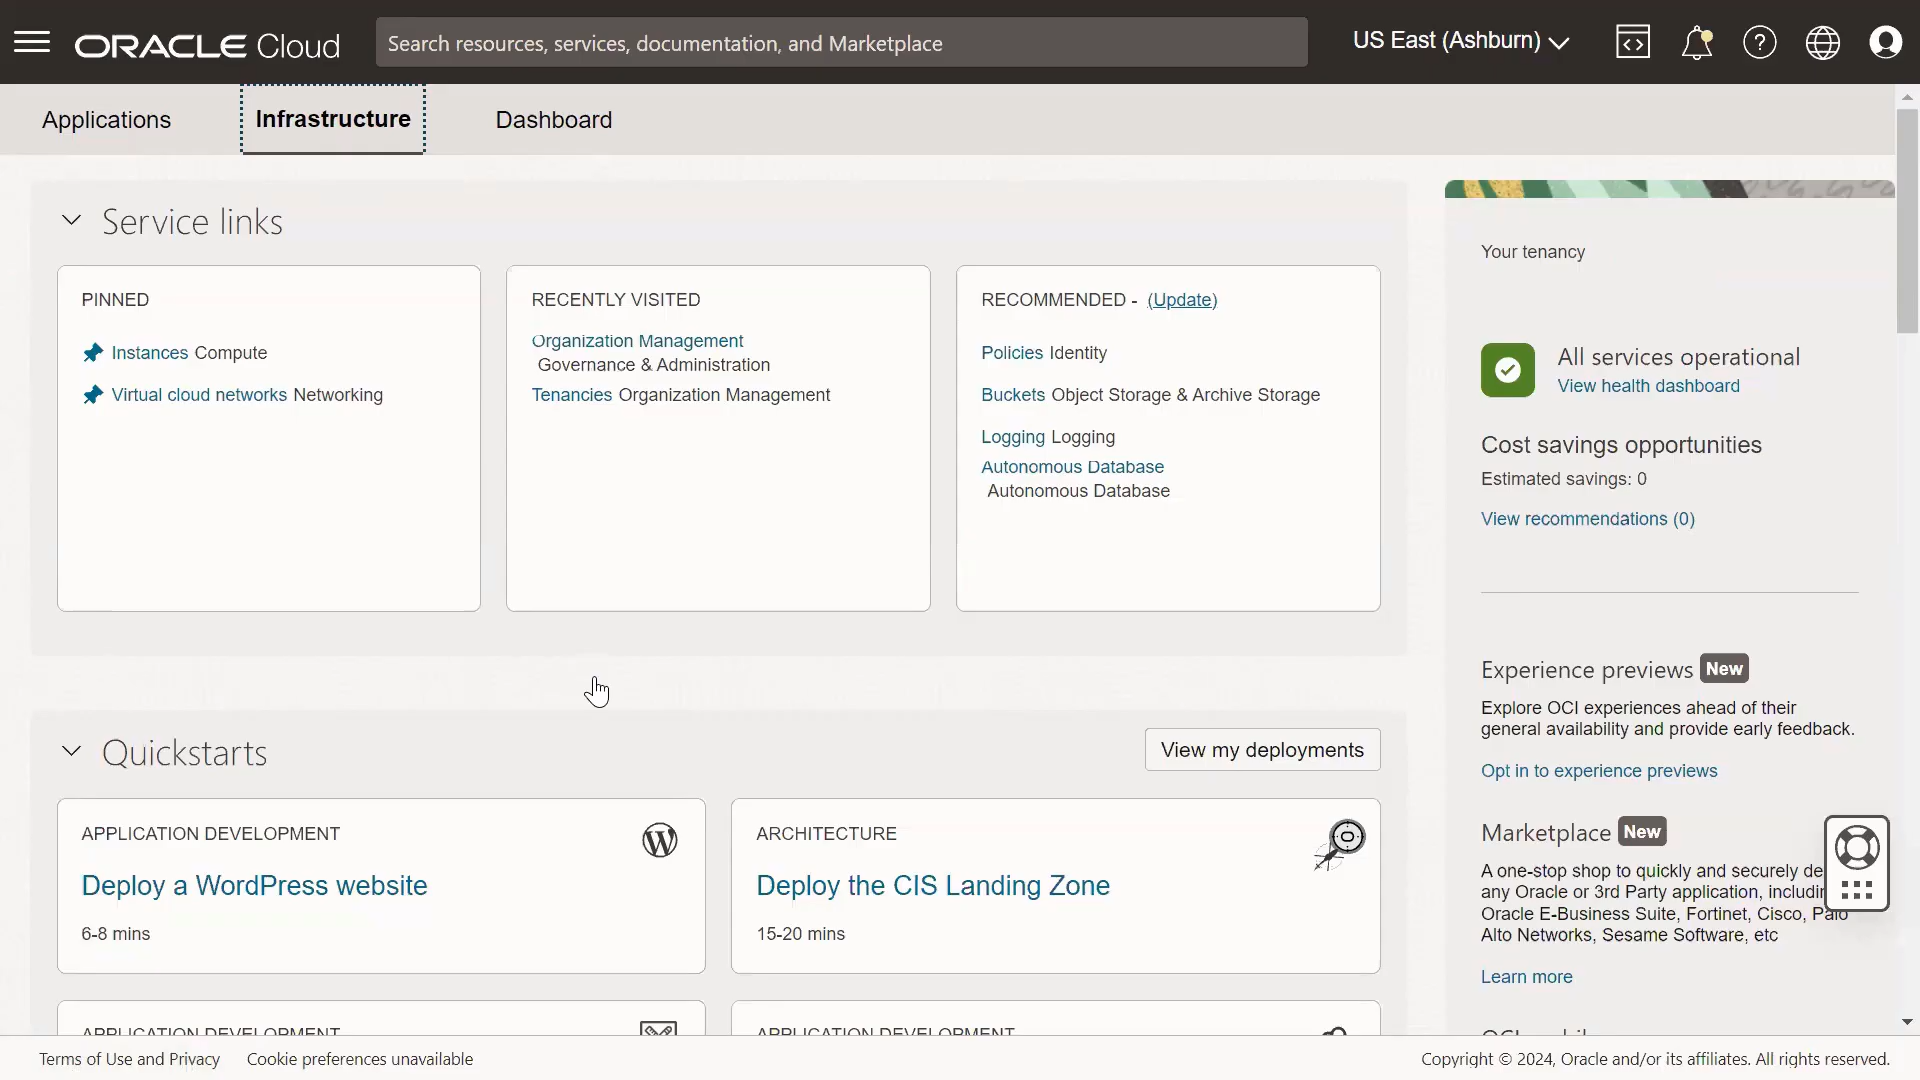 ORACLE Cloud
Search resources, services, documentation, and Marketplace
US East (Ashburn)
Applications
Infrastructure
Dashboard
Service links
PINNED
Instances Compute
Virtual cloud networks Networking
RECENTLY VISITED
Organization Management
Governance & Administration
Tenancies Organization Management
RECOMMENDED - (Update)
Policies Identity
Buckets Object Storage & Archive Storage
Logging Logging
Autonomous Database
Autonomous Database
Your tenancy
All services operational
View health dashboard
Cost savings opportunities
Estimated savings: 0
View recommendations (0)
Experience previews New
Explore OCI experiences ahead of their
general availability and provide early feedback.
Opt in to experience previews
Marketplace New
A one-stop shop to quickly and securely de
any Oracle or 3rd Party application, includin
Oracle E-Business Suite, Fortinet, Cisco, Palo
Alto Networks, Sesame Software, etc
Learn more
Quickstarts
View my deployments
APPLICATION DEVELOPMENT
Deploy a WordPress website
6-8 mins
ARCHITECTURE
Deploy the CIS Landing Zone
15-20 mins
APPLICATION DEVELOPMENT
APPLICATION DEVELOPMENT
Terms of Use and Privacy
Cookie preferences unavailable
Copyright © 2024, Oracle and/or its affiliates. All rights reserved.